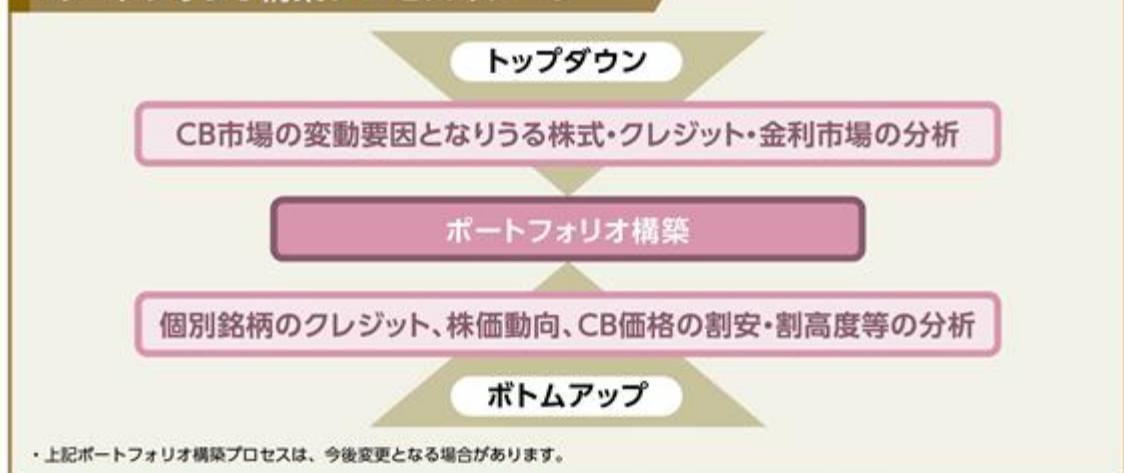 トップダウン
CB市場の変動要因となりうる株式・クレジット・金利市場の分析
ポートフォリオ構築
個別銘柄のクレジット、株価動向、CB価格の割安・割高度等の分析
ボトムアップ
・上記ポートフォリオ構築プロセスは、今後変更となる場合があります。